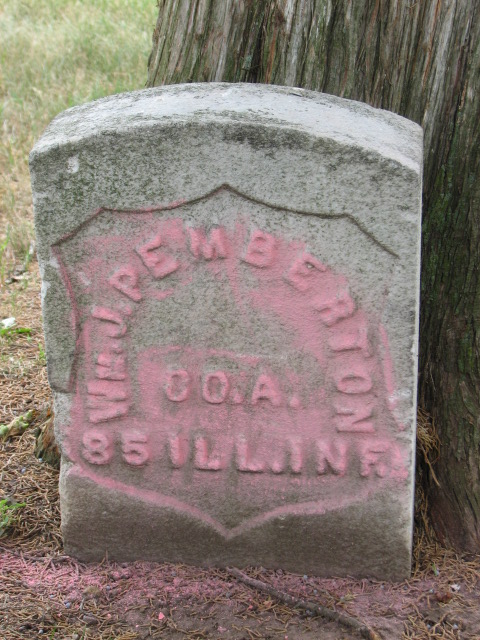 WM. J. PEMBERTON
CO. A.
85 ILL. INF.